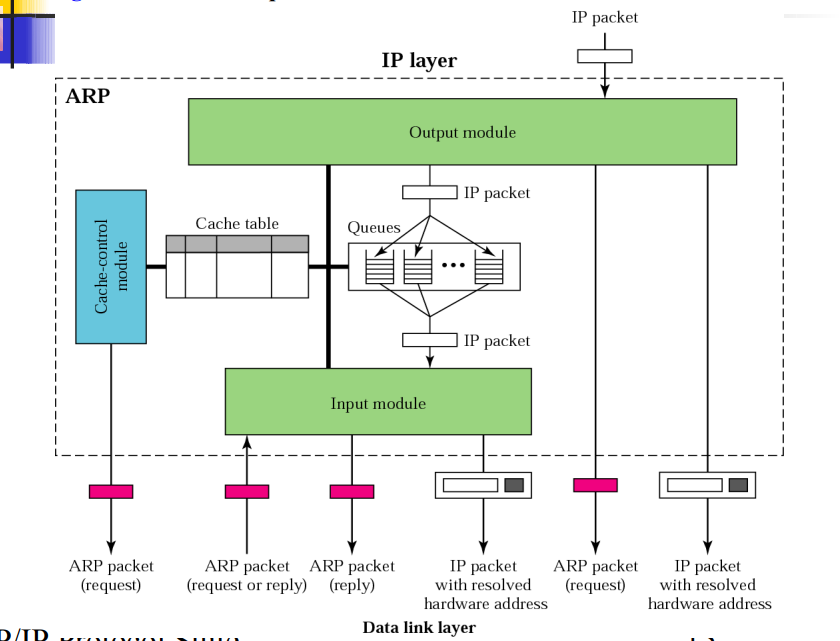 IP packet
IP layer
ARP
Output module
IP packet
Cache table
Queues
Cache-control
module
IP packet
Input module
ARP packet
(request)
ARP packet
(request or reply)
ARP packet
(reply)
IP packet
with resolved
hardware address
ARP packet
(request)
IP packet
with resolved
hardware address
Data link layer